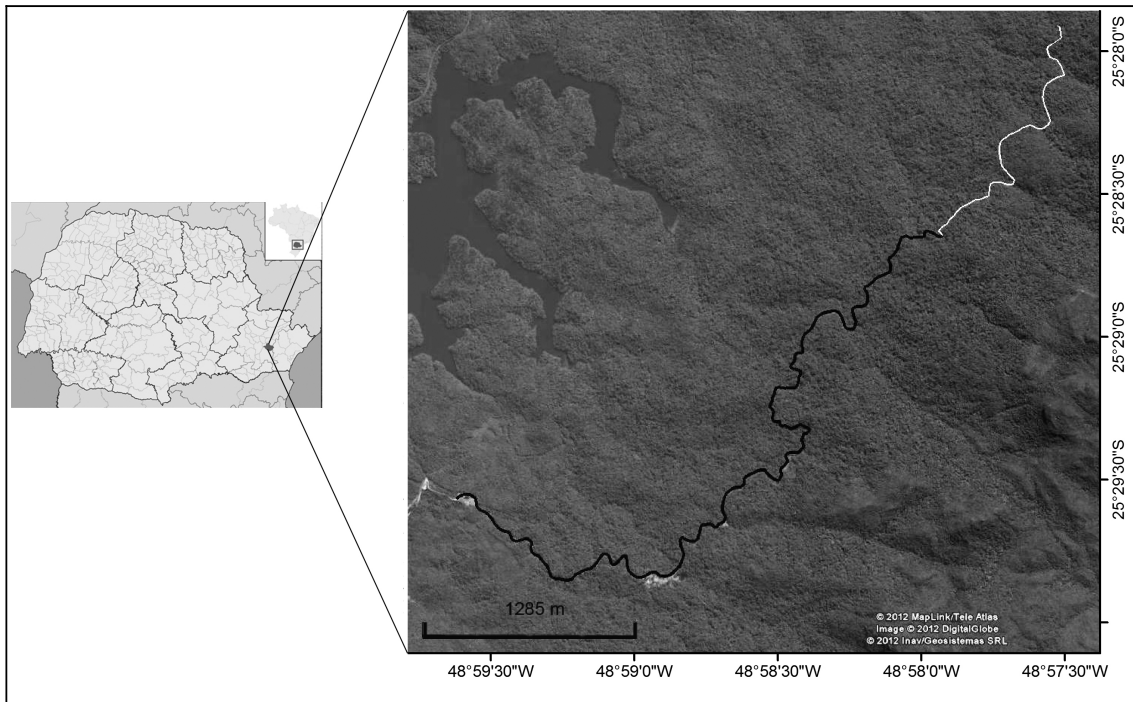 25°28'0"S
25°28'30"S
25°29'0"S
25°29'30"S
1285 m
© 2012 MapLink/Tele Atlas
Image © 2012 DigitalGlobe
© 2012 Inav/Geosistemas SRL
48°59'30"W
48°59'0"W
48°58'30"W
48°58'0"W
48°57'30"W